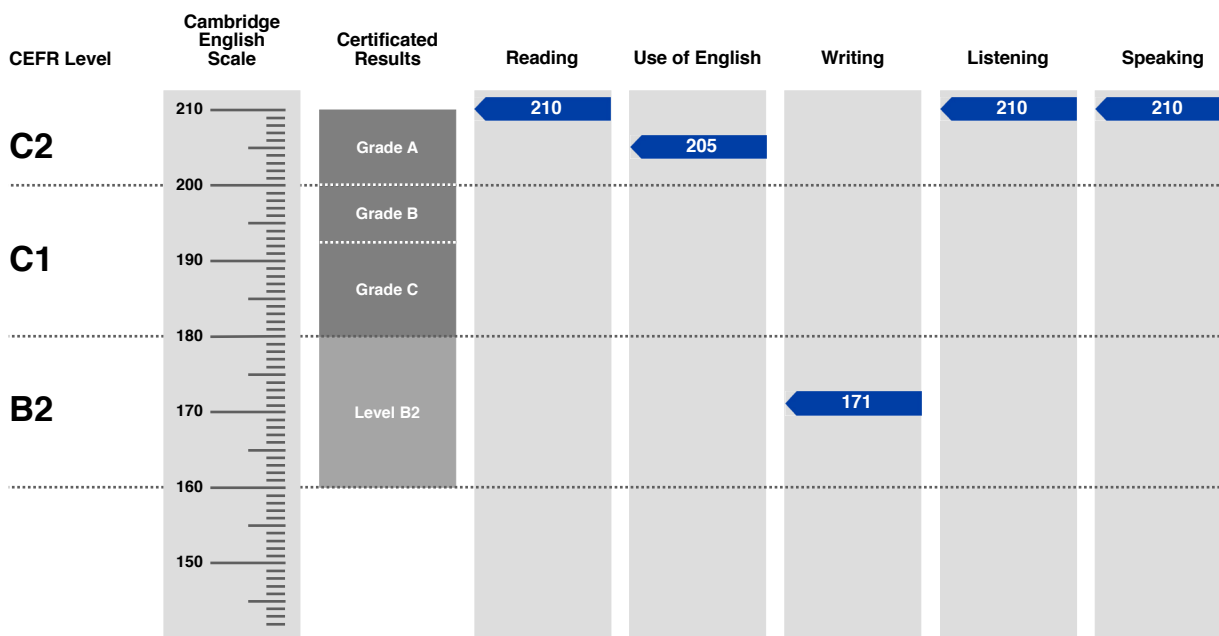 CEFR Level
Cambridge
English
Scale
Certificated
Results
Reading
Use of English
Writing
Listening
Speaking
210
210
210
210
C2
Grade A
205
200
Grade B
C1
190
Grade C
180
B2
170
Level B2
171
160
150